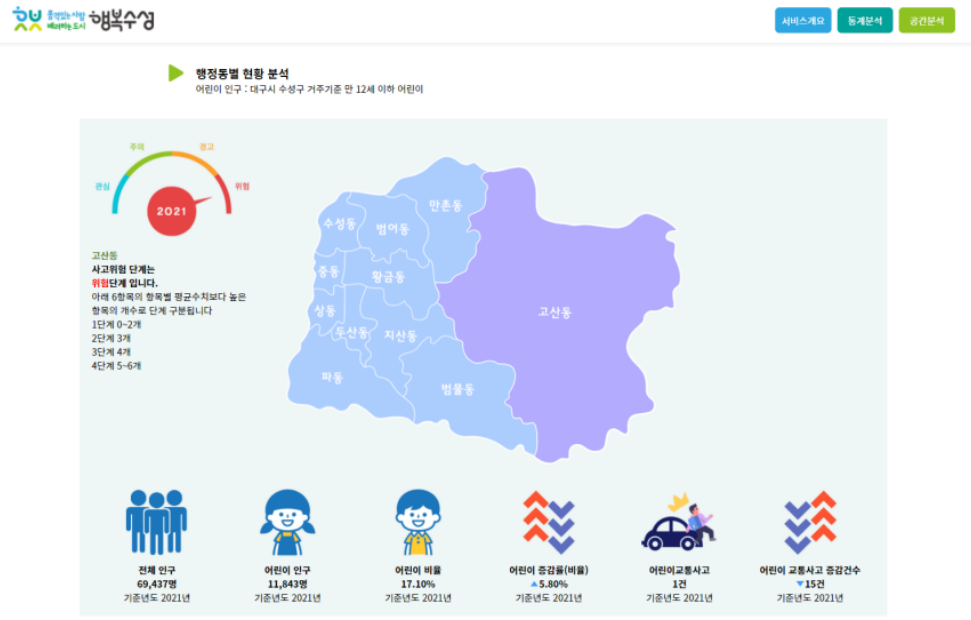 품격있는사람
배려하는도시
행복수성
서비스개요
통계분석
공간분석
행정동별 현황 분석
어린이 인구 : 대구시 수성구 거주기준 만 12세 이하 어린이
관심
주의
경고
위험
2021
고산동
사고위험 단계는
위험단계 입니다.
아래 6항목의 항목별 평균수치보다 높은
항목의 개수로 단계 구분됩니다
1단계 0~2개
2단계 3개
3단계 4개
4단계 5~6개
만촌동
수성동
범어동
중동
황금동
고산동
상동
두산동
지산동
파동
범물동
전체 인구
69,437명
기준년도 2021년
어린이 인구
11,843명
기준년도 2021년
어린이 비율
17.10%
기준년도 2021년
어린이 증감률(비율)
▲5.80%
기준년도 2021년
어린이교통사고
1건
기준년도 2021년
어린이 교통사고 증감건수
▼15건
기준년도 2021년